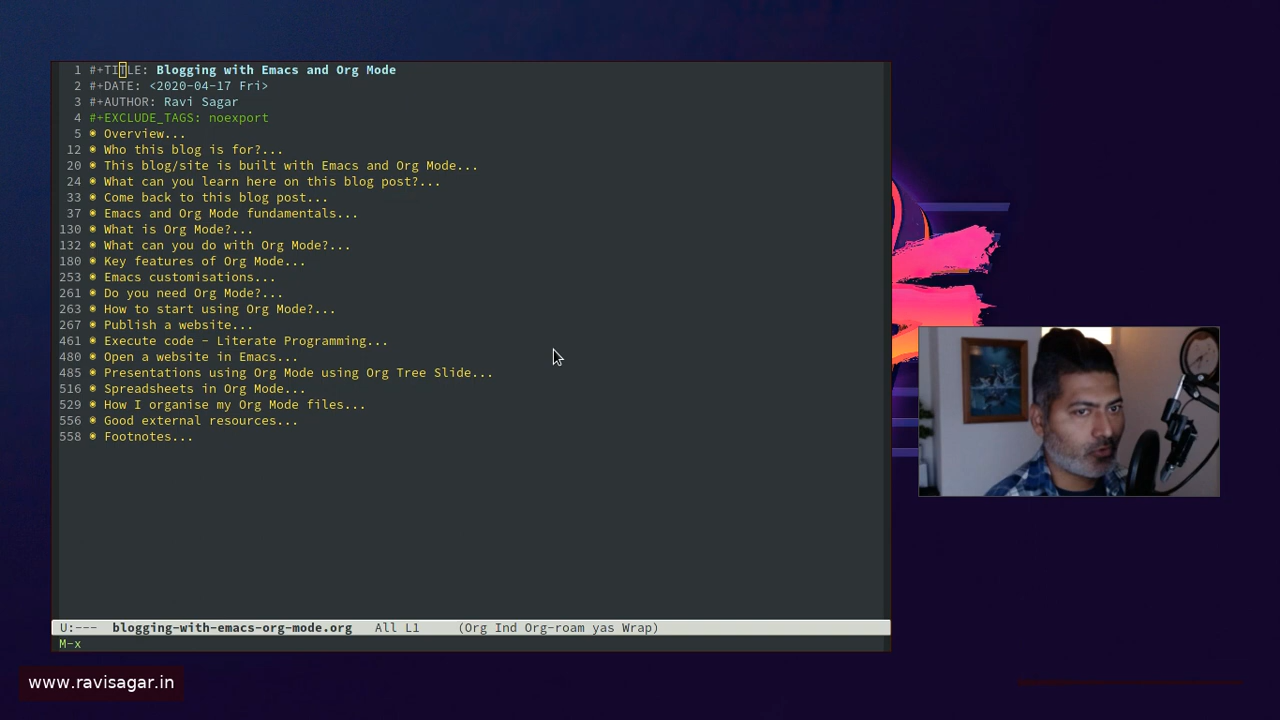 1 #+TITLE: Blogging with Emacs and Org Mode
2 #+DATE: <2020-04-17 Fri>
3 #+AUTHOR: Ravi Sagar
4 #+EXCLUDE_TAGS: noexport
5 ◉ Overview...
12 ◉ Who this blog is for?...
20 ◉ This blog/site is built with Emacs and Org Mode...
24 ◉ What can you learn here on this blog post?...
33 ◉ Come back to this blog post...
37 ◉ Emacs and Org Mode fundamentals...
130 ◉ What is Org Mode?...
132 ◉ What can you do with Org Mode?...
180 ◉ Key features of Org Mode...
253 ◉ Emacs customisations...
261 ◉ Do you need Org Mode?...
263 ◉ How to start using Org Mode?...
267 ◉ Publish a website...
461 ◉ Execute code - Literate Programming...
480 ◉ Open a website in Emacs...
485 ◉ Presentations using Org Mode using Org Tree Slide...
516 ◉ Spreadsheets in Org Mode...
529 ◉ How I organise my Org Mode files...
556 ◉ Good external resources...
558 ◉ Footnotes...
U:--- blogging-with-emacs-org-mode.org All L1 (Org Ind Org-roam yas Wrap)
M-x
www.ravisagar.in